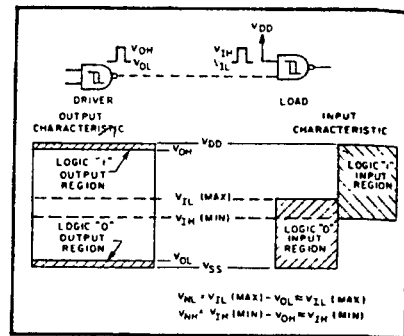 VDD
VOH
VOL
VIH
VIL
DRIVER
LOAD
OUTPUT CHARACTERISTIC
INPUT CHARACTERISTIC
VDD
VOH
LOGIC "1"
OUTPUT
REGION
LOGIC "1"
INPUT
REGION
VIL (MAX)
VIH (MIN)
LOGIC "0"
OUTPUT
REGION
LOGIC "0"
INPUT
REGION
VOL
VSS
VNL = VIL (MAX) - VOL ≈ VIL (MAX)
VNH = VIH (MIN) - VOH ≈ VIH (MIN)